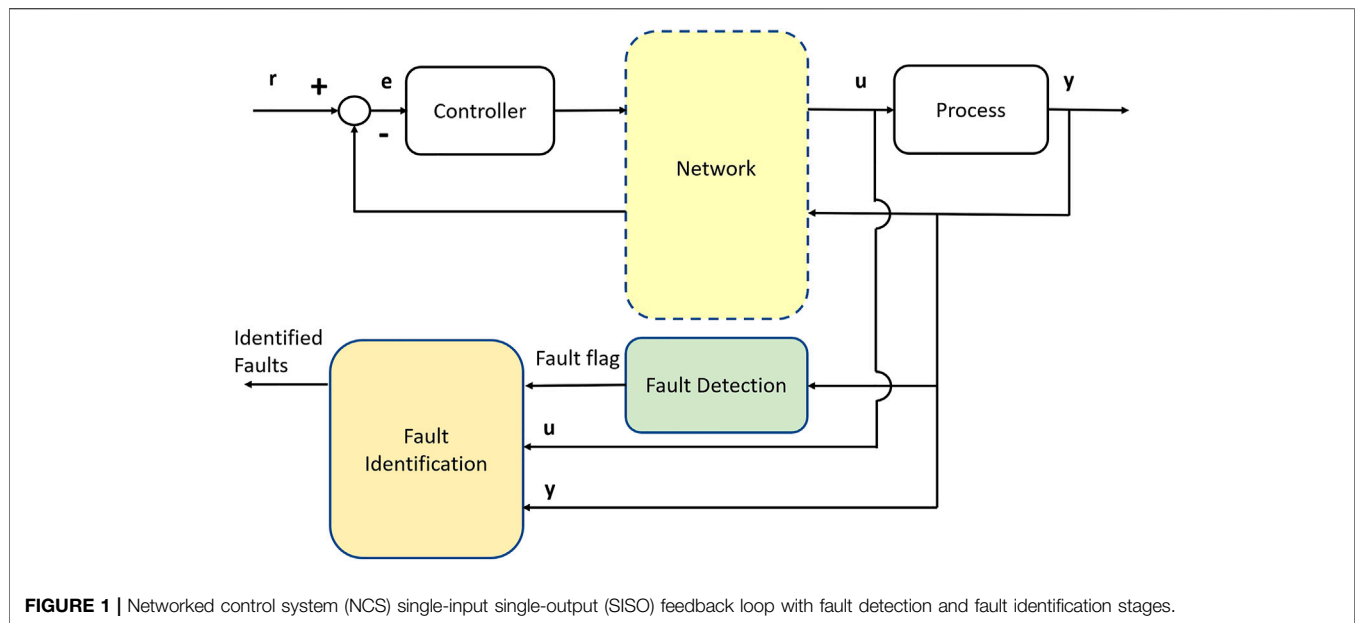 r
+
e
-
Controller
Network
u
Process
y
Identified
Faults
Fault flag
Fault Detection
Fault
Identification
u
y
FIGURE 1 | Networked control system (NCS) single-input single-output (SISO) feedback loop with fault detection and fault identification stages.